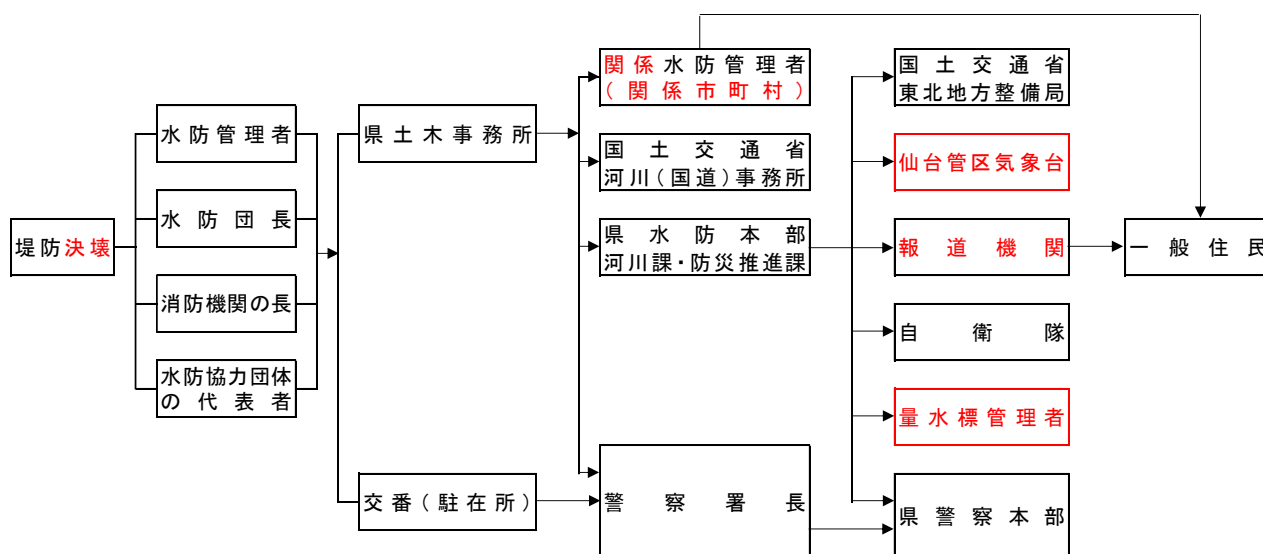 堤防決壊
水防管理者
水防団長
消防機関の長
水防協力団体
の代表者
県土木事務所
交番(駐在所)
関係水防管理者
(関係市町村)
国土交通省
河川(国道)事務所
県水防本部
河川課・防災推進課
警察署長
国土交通省
東北地方整備局
仙台管区気象台
報道機関
自衛隊
量水標管理者
県警察本部
一般住民